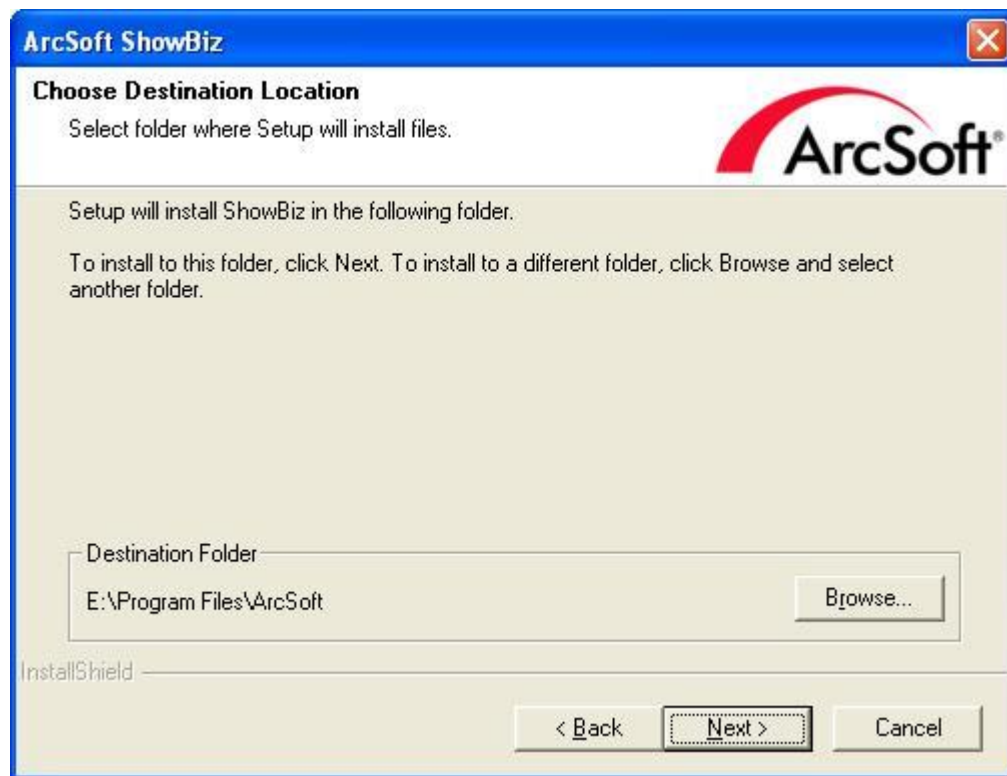 ArcSoft ShowBiz
Choose Destination Location
Select folder where Setup will install files.
ArcSoft®
Setup will install ShowBiz in the following folder.
To install to this folder, click Next. To install to a different folder, click Browse and select
another folder.
Destination Folder
E:\Program Files\ArcSoft
Browse...
InstallShield
< Back
Next >
Cancel